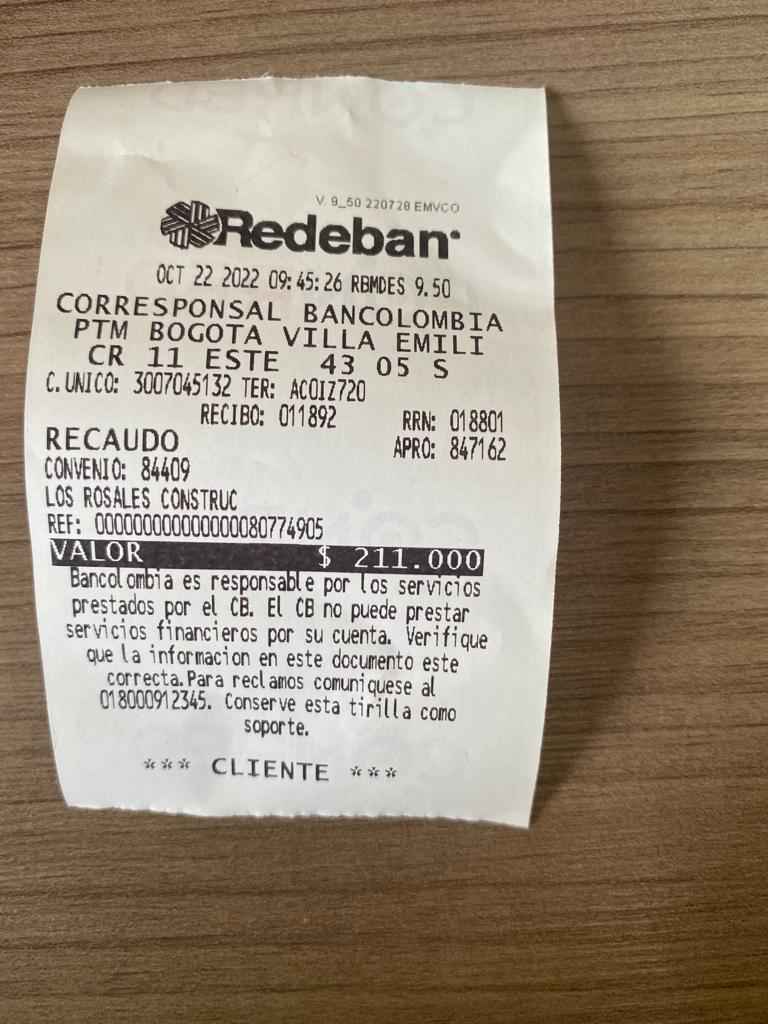 V. 9_50 220728 EMVCO
Redeban
OCT 22 2022 09:45:26 RBMDES 9.50
CORRESPONSAL BANCOLOMBIA
PTM BOGOTA VILLA EMILI
CR 11 ESTE 43 05 S
C.UNICO: 3007045132 TER: ACOIZ720
RECIBO: 011892 RRN: 018801
RECAUDO APRO: 847162
CONVENIO: 84409
LOS ROSALES CONSTRUC
REF: 000000000000000080774905
VALOR $ 211.000
Bancolombia es responsable por los servicios
prestados por el CB. El CB no puede prestar
servicios financieros por su cuenta. Verifique
que la informacion en este documento este
correcta.Para reclamos comuniquese al
018000912345. Conserve esta tirilla como
soporte.
*** CLIENTE ***